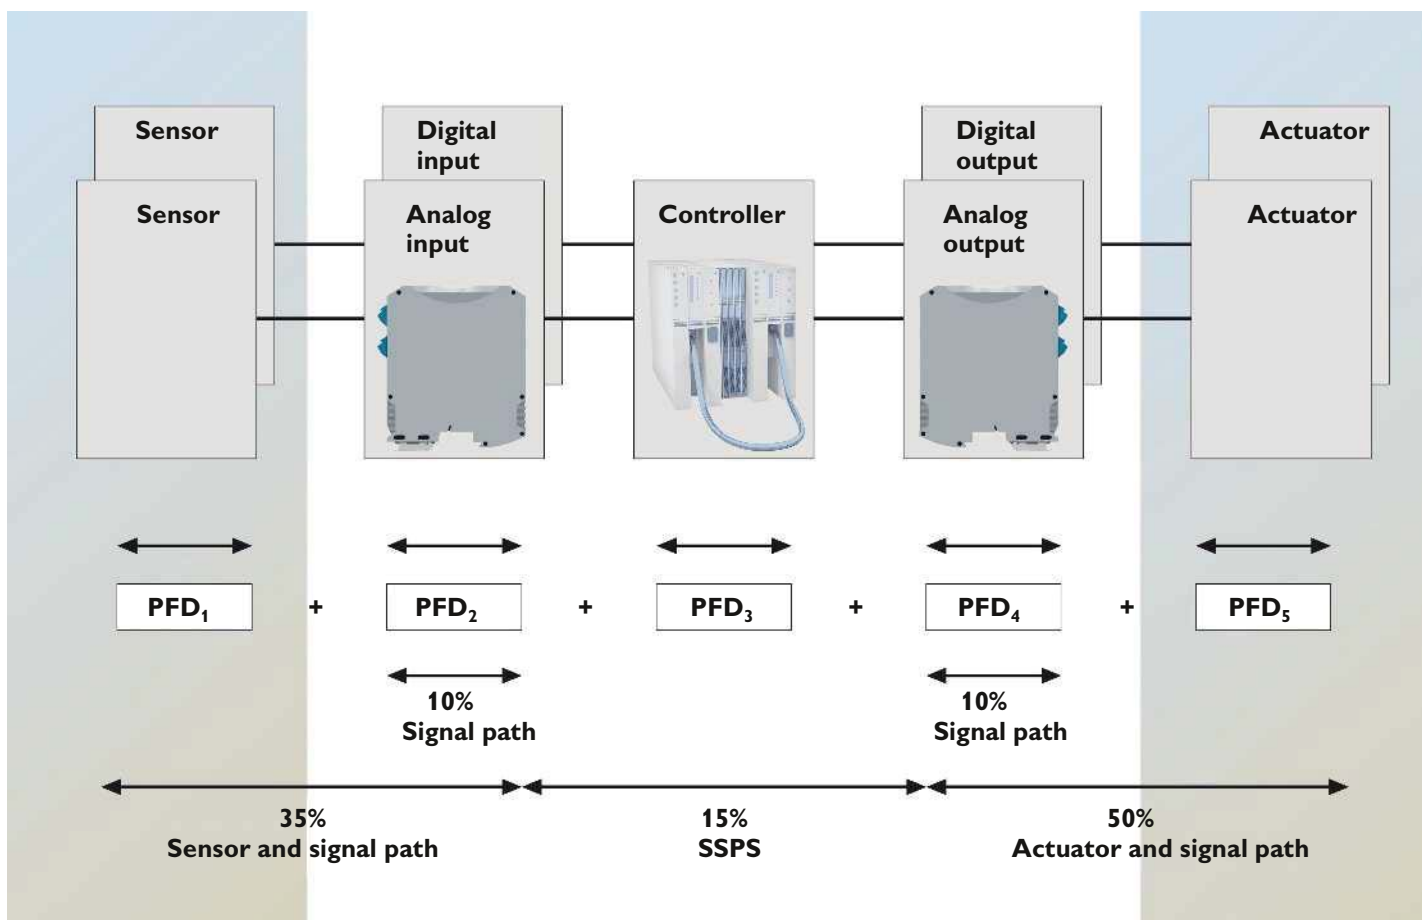 Sensor
Sensor
Digital
input
Analog
input
Controller
Digital
output
Analog
output
Actuator
Actuator
PFD₁ + PFD₂ + PFD₃ + PFD₄ + PFD₅
10%
Signal path
10%
Signal path
35%
Sensor and signal path
15%
SSPS
50%
Actuator and signal path